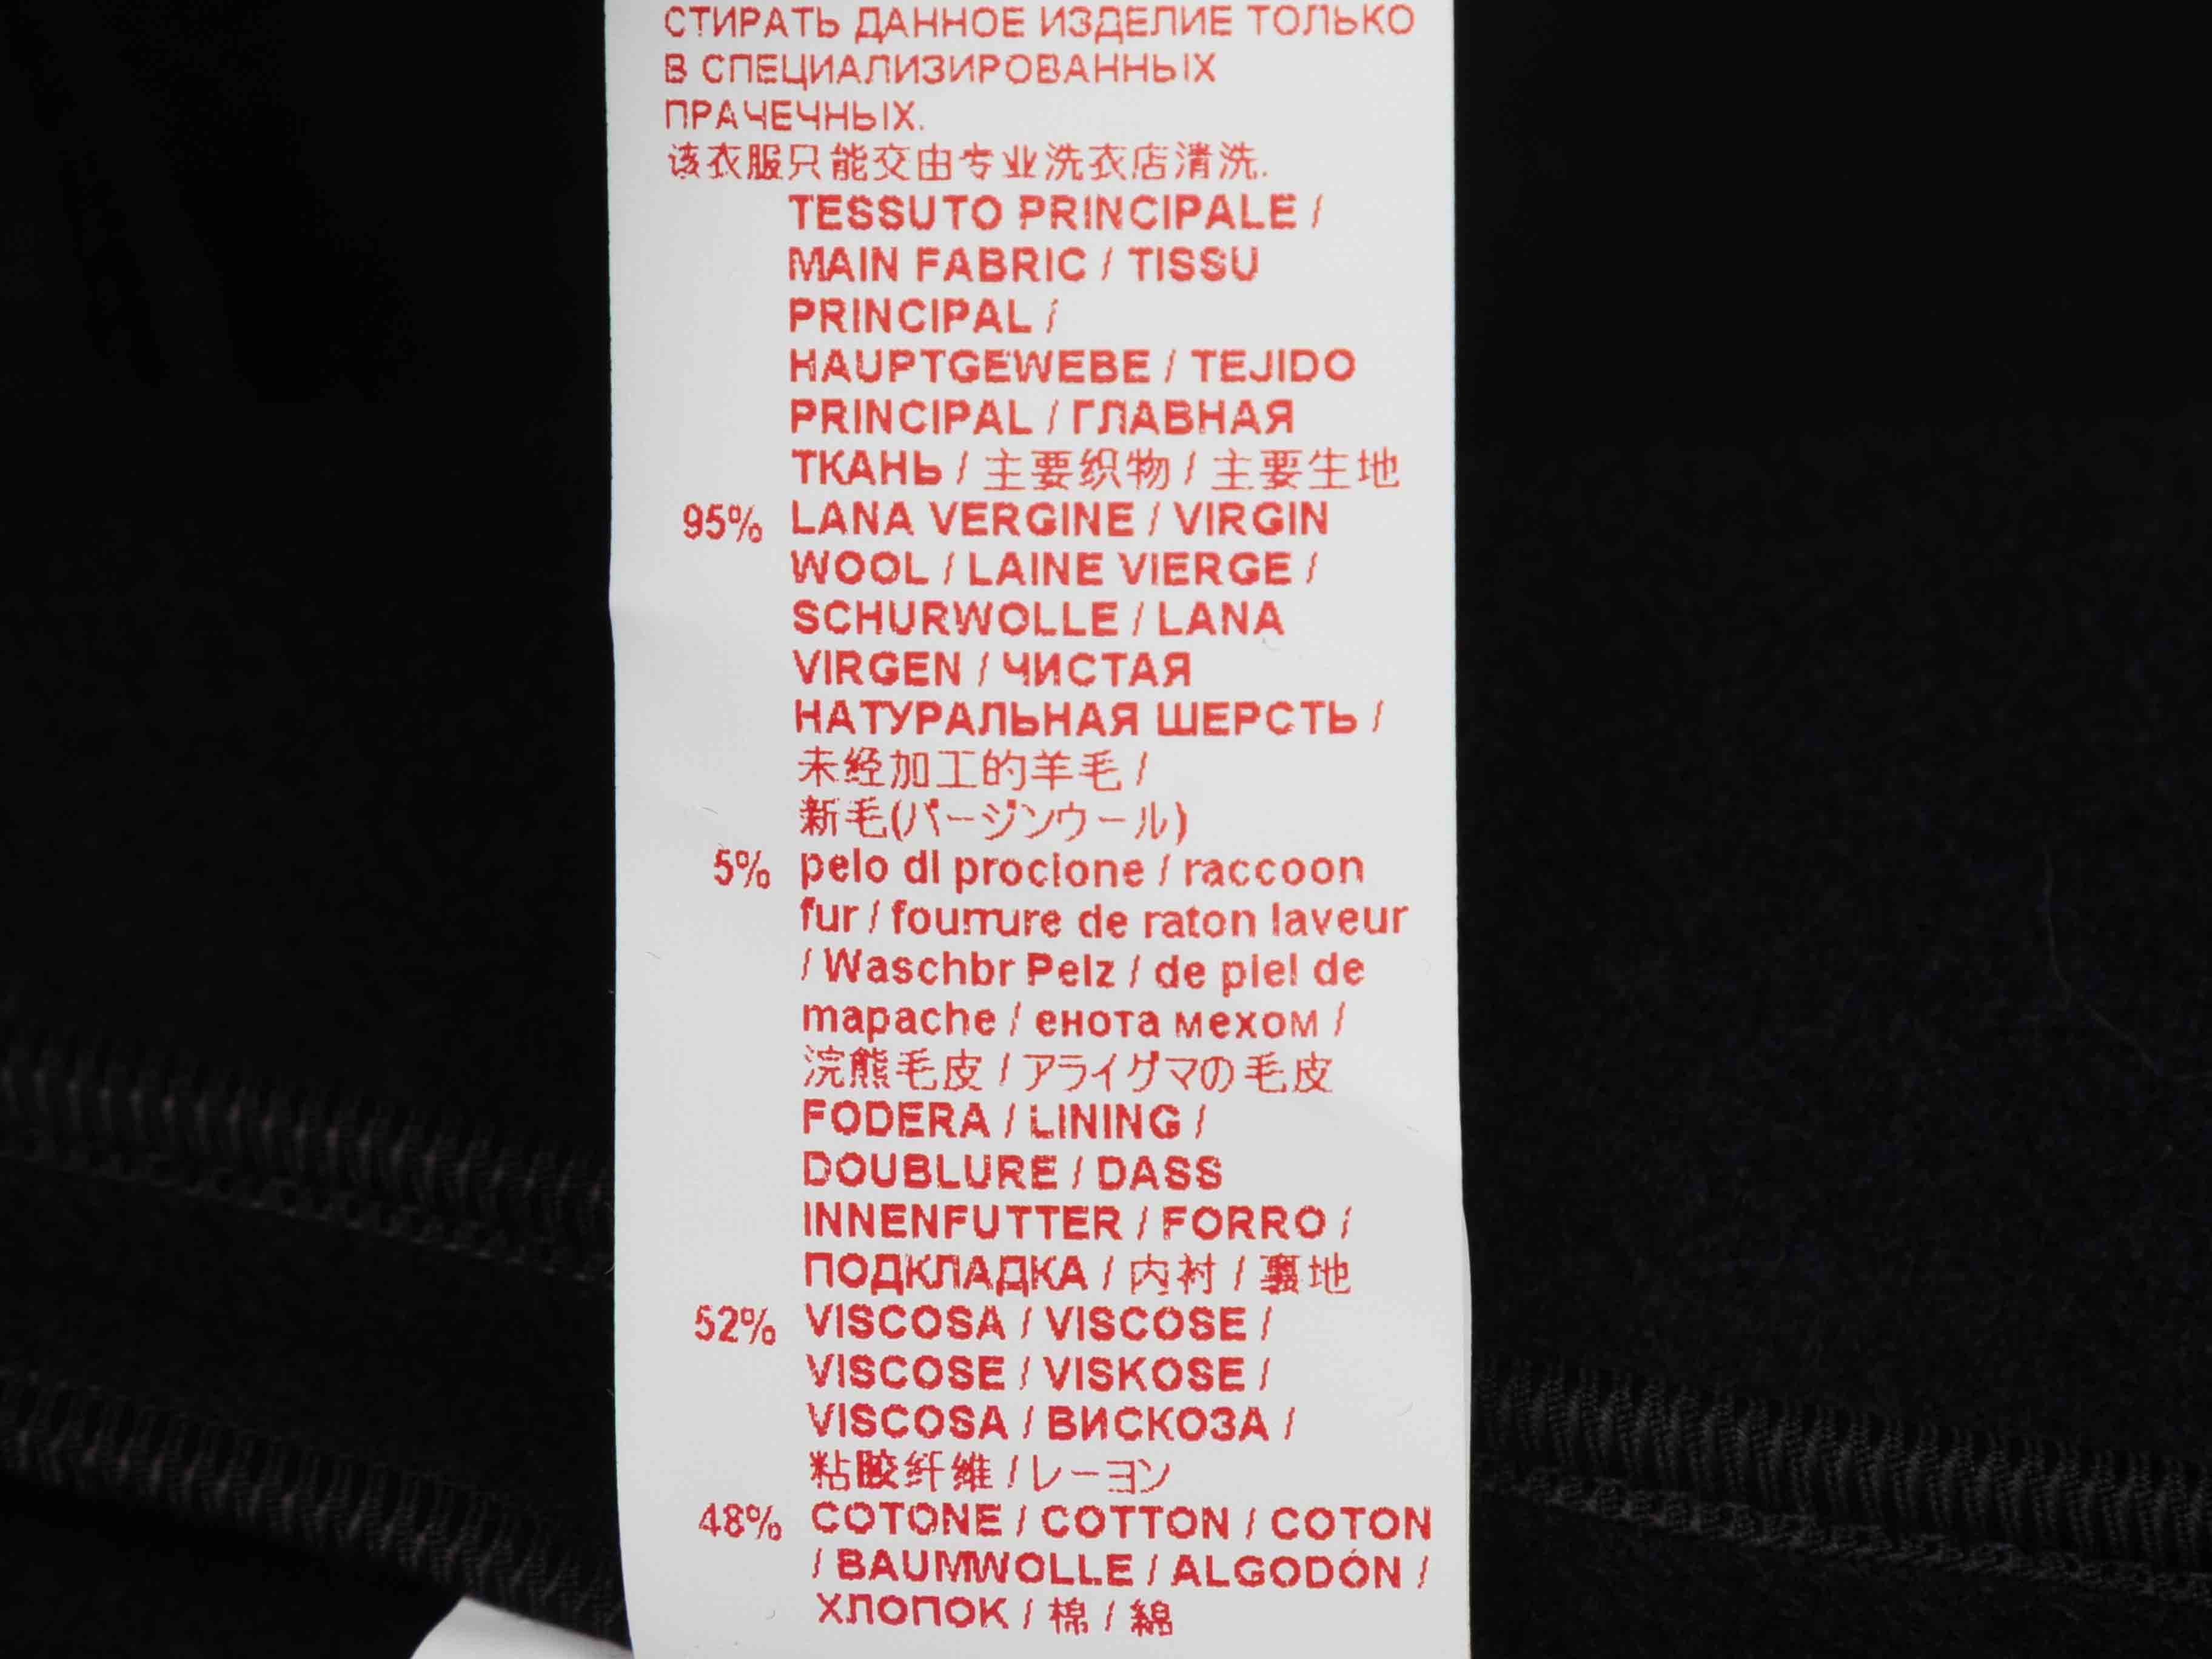 СТИРАТЬ ДАННОЕ ИЗДЕЛИЕ ТОЛЬКО
В СПЕЦИАЛИЗИРОВАННЫХ
ПРАЧЕЧНЫХ.
该衣服只能交由专业洗衣店清洗.
TESSUTO PRINCIPALE /
MAIN FABRIC / TISSU
PRINCIPAL /
HAUPTGEWEBE / TEJIDO
PRINCIPAL / ГЛАВНАЯ
ТКАНЬ / 主要织物 / 主要生地
95% LANA VERGINE / VIRGIN
WOOL / LAINE VIERGE /
SCHURWOLLE / LANA
VIRGEN / ЧИСТАЯ
НАТУРАЛЬНАЯ ШЕРСТЬ /
未经加工的羊毛 /
新毛(バージンウール)
5% pelo di procione / raccoon
fur / fourrure de raton laveur
/ Waschbr Pelz / de piel de
mapache / енота мехом /
浣熊毛皮 / アライグマの毛皮
FODERA / LINING /
DOUBLURE / DASS
INNENFUTTER / FORRO /
ПОДКЛАДКА / 内衬 / 裏地
52% VISCOSA / VISCOSE /
VISCOSE / VISKOSE /
VISCOSA / ВИСКОЗА /
粘胶纤维 / レーヨン
48% COTONE / COTTON / COTON
/ BAUMWOLLE / ALGODÓN /
ХЛОПОК / 棉 / 綿